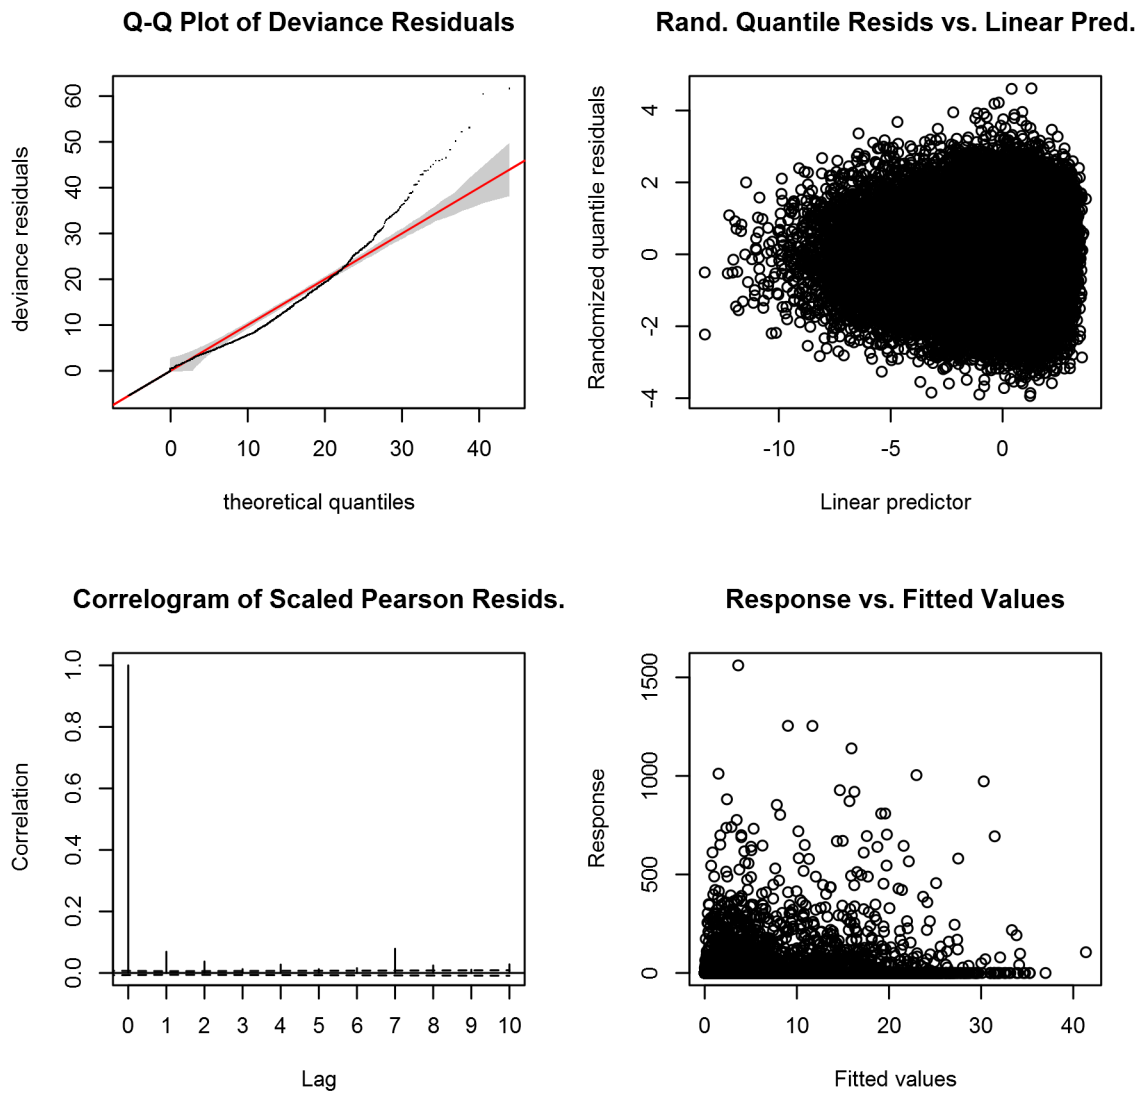 Q-Q Plot of Deviance Residuals
deviance residuals
60
50
40
30
20
10
0
0 10 20 30 40
theoretical quantiles
Rand. Quantile Resids vs. Linear Pred.
Randomized quantile residuals
4
2
0
-2
-4
-10 -5 0
Linear predictor
Correlogram of Scaled Pearson Resids.
Correlation
1.0
0.8
0.6
0.4
0.2
0.0
0 1 2 3 4 5 6 7 8 9 10
Lag
Response vs. Fitted Values
Response
1500
1000
500
0
0 10 20 30 40
Fitted values